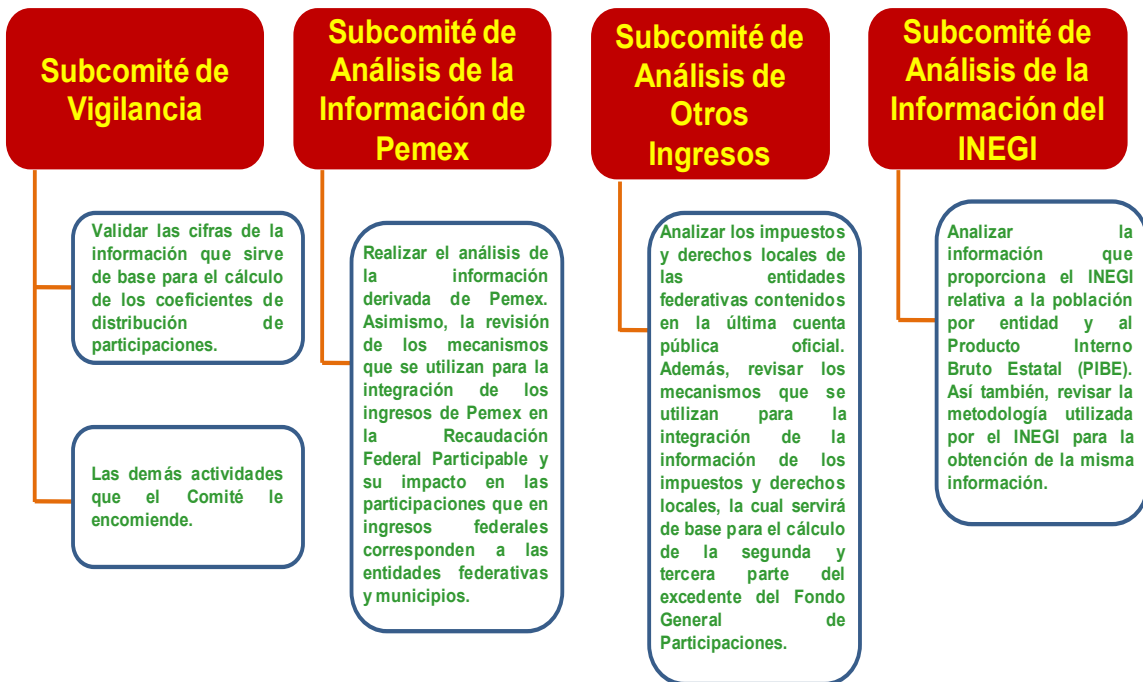 Subcomité de
Vigilancia
Validar las cifras de la
información que sirve
de base para el cálculo
de los coeficientes de
distribución de
participaciones.
Las demás actividades
que el Comité le
encomiende.
Subcomité de
Análisis de la
Información de
Pemex
Realizar el análisis de
la información
derivada de Pemex.
Asimismo, la revisión
de los mecanismos
que se utilizan para la
integración de los
ingresos de Pemex en
la Recaudación
Federal Participable y
su impacto en las
participaciones que en
ingresos federales
corresponden a las
entidades federativas
y municipios.
Subcomité de
Análisis de
Otros
Ingresos
Analizar los impuestos
y derechos locales de
las entidades
federativas contenidos
en la última cuenta
pública oficial.
Además, revisar los
mecanismos que se
utilizan para la
integración de la
información de los
impuestos y derechos
locales, la cual servirá
de base para el cálculo
de la segunda y
tercera parte del
excedente del Fondo
General de
Participaciones.
Subcomité de
Análisis de la
Información del
INEGI
Analizar la
información que
proporciona el INEGI
relativa a la población
por entidad y al
Producto Interno
Bruto Estatal (PIBE).
Así también, revisar la
metodología utilizada
por el INEGI para la
obtención de la misma
información.